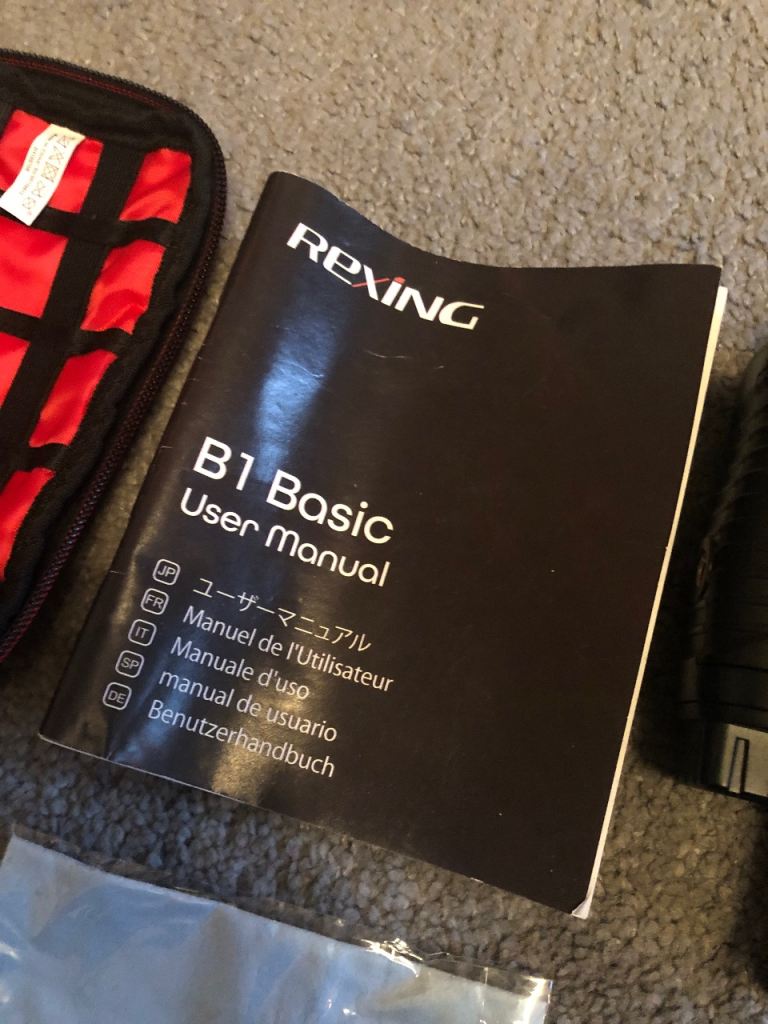 REXING
B1 Basic
User Manual
JP ユーザーマニュアル
FR Manuel de l'Utilisateur
IT Manuale d'uso
SP manual de usuario
DE Benutzerhandbuch